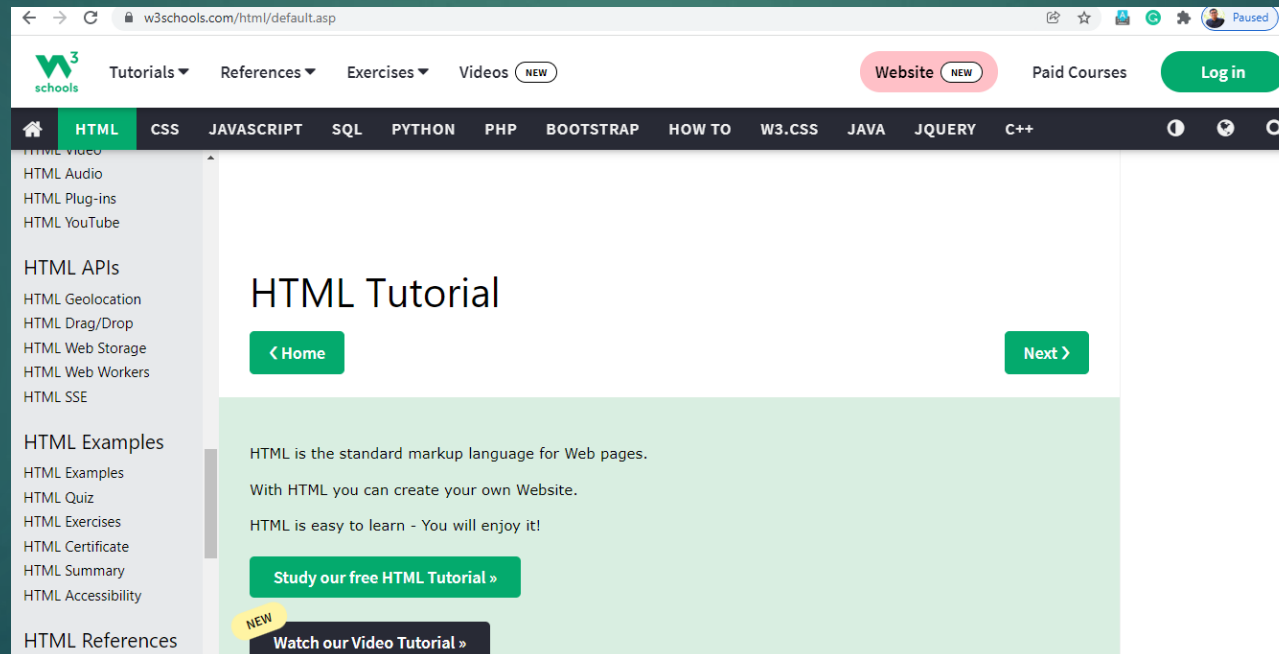 w3schools.com/html/default.asp
Paused
W3
schools
Tutorials References Exercises Videos NEW Website NEW Paid Courses Log in
HTML CSS JAVASCRIPT SQL PYTHON PHP BOOTSTRAP HOW TO W3.CSS JAVA JQUERY C++
HTML Video
HTML Audio
HTML Plug-ins
HTML YouTube
HTML APIs
HTML Geolocation
HTML Drag/Drop
HTML Web Storage
HTML Web Workers
HTML SSE
HTML Examples
HTML Examples
HTML Quiz
HTML Exercises
HTML Certificate
HTML Summary
HTML Accessibility
HTML References
HTML Tutorial
❮ Home
Next ❯
HTML is the standard markup language for Web pages.
With HTML you can create your own Website.
HTML is easy to learn - You will enjoy it!
Study our free HTML Tutorial »
NEW
Watch our Video Tutorial »